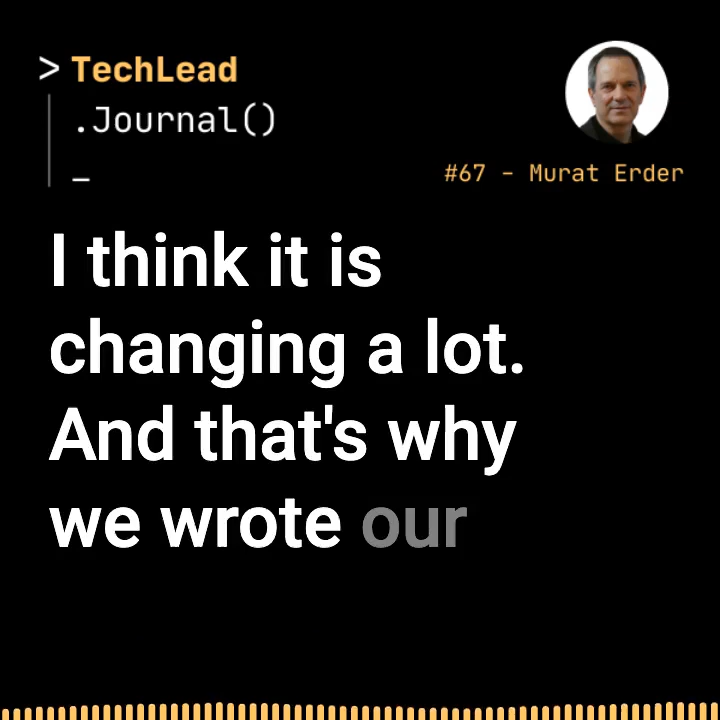 > TechLead
.Journal()
_
#67 - Murat Erder
I think it is
changing a lot.
And that's why
we wrote our